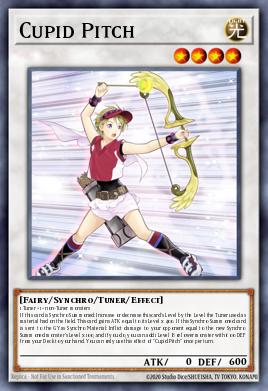 Cupid Pitch
LIGHT
光
[Fairy/Synchro/Tuner/Effect]
1 Tuner + 1+ non-Tuner monsters
If this card is Synchro Summoned: increase or decrease this card's Level by the Level the Tuner used as
material had on the field. This card gains ATK equal to its Level x 400. If this Synchro Summoned card
is sent to the GY as Synchro Material: Inflict damage to your opponent equal to the new Synchro
Summoned monster's Level x 100, and if you do, you can add 1 Level 8 or lower monster with 600 DEF
from your Deck to your hand. You can only use this effect of "Cupid Pitch" once per turn.
ATK/ 0 DEF/ 600
Replica - Not For Use in Sanctioned Tournaments
©2020 Studio Dice/SHUEISHA, TV TOKYO, KONAMI